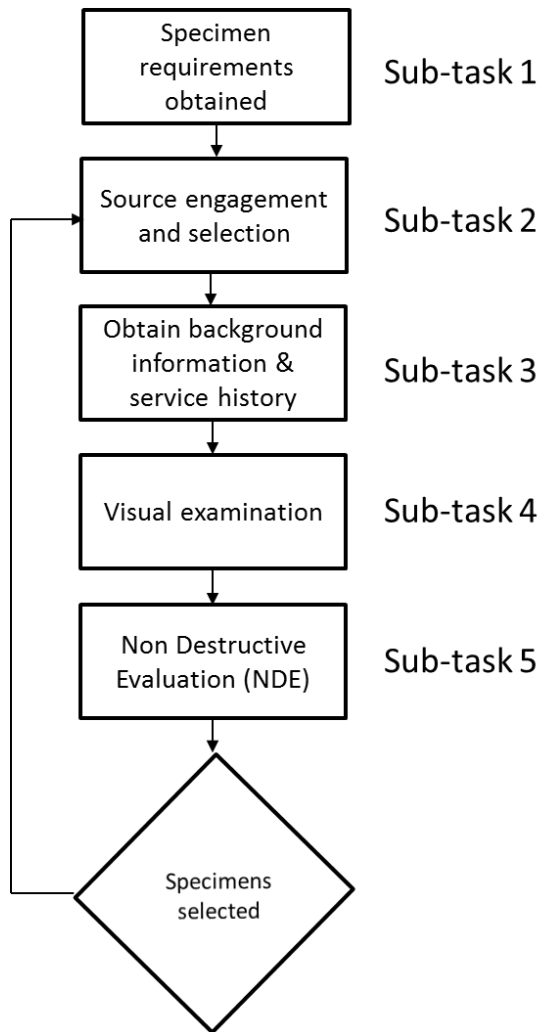 Specimen
requirements
obtained
Sub-task 1
Source engagement
and selection
Sub-task 2
Obtain background
information &
service history
Sub-task 3
Visual examination
Sub-task 4
Non Destructive
Evaluation (NDE)
Sub-task 5
Specimens
selected